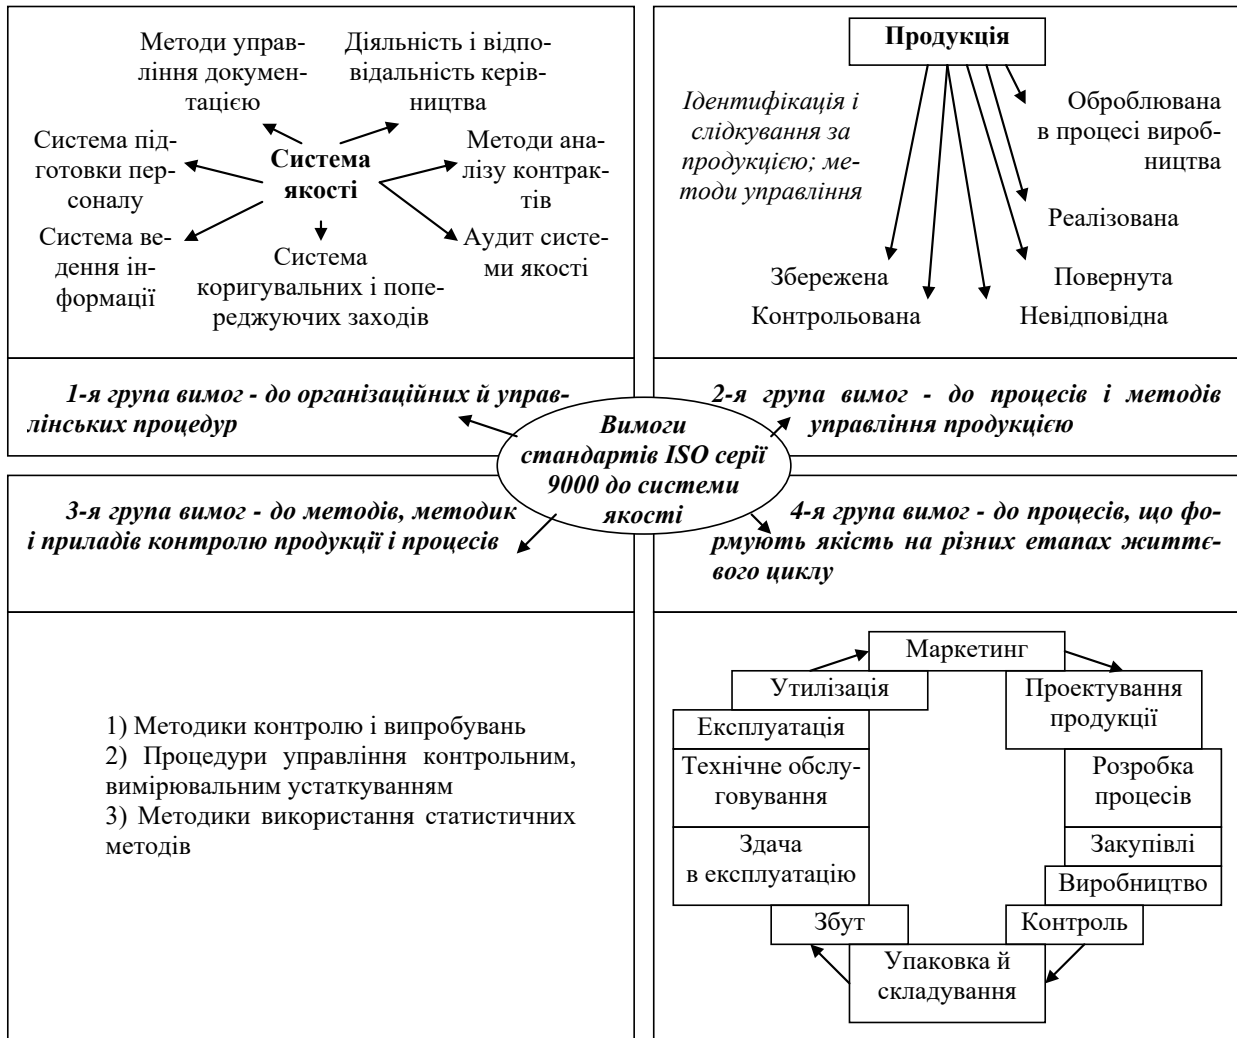 Методи управ-
ління докумен-
тацією
Діяльність і відпо-
відальність керів-
ництва
Система під-
готовки пер-
соналу
Система
якості
Методи ана-
лізу контрак-
тів
Система ве-
дення ін-
формації
Система
коригувальних і попе-
реджуючих заходів
Аудит систе-
ми якості
Продукція
Ідентифікація і
слідкування за
продукцією; ме-
тоди управління
Оброблювана
в процесі вироб-
ництва
Реалізована
Збережена
Повернута
Контрольована
Невідповідна
1-я група вимог - до організаційних й управ-
лінських процедур
2-я група вимог - до процесів і методів
управління продукцією
Вимоги
стандартів ISO серії
9000 до системи
якості
3-я група вимог - до методів, методик
і приладів контролю продукції і процесів
4-я група вимог - до процесів, що фо-
рмують якість на різних етапах життє-
вого циклу
1) Методики контролю і випробувань
2) Процедури управління контрольним,
вимірювальним устаткуванням
3) Методики використання статистичних
методів
Маркетинг
Утилізація
Проектування
продукції
Експлуатація
Технічне обслу-
говування
Розробка
процесів
Здача
в експлуатацію
Закупівлі
Виробництво
Збут
Контроль
Упаковка й
складування